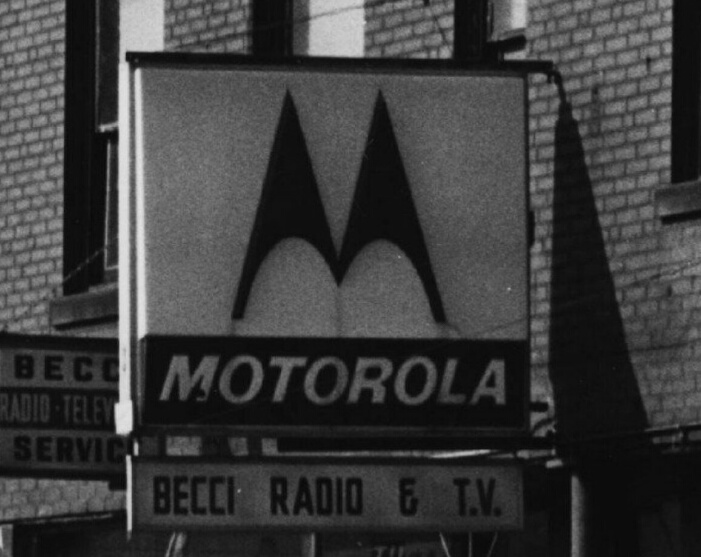 MOTOROLA
BECCI RADIO & T.V.
BECC
RADIO · TELEV
SERVIC